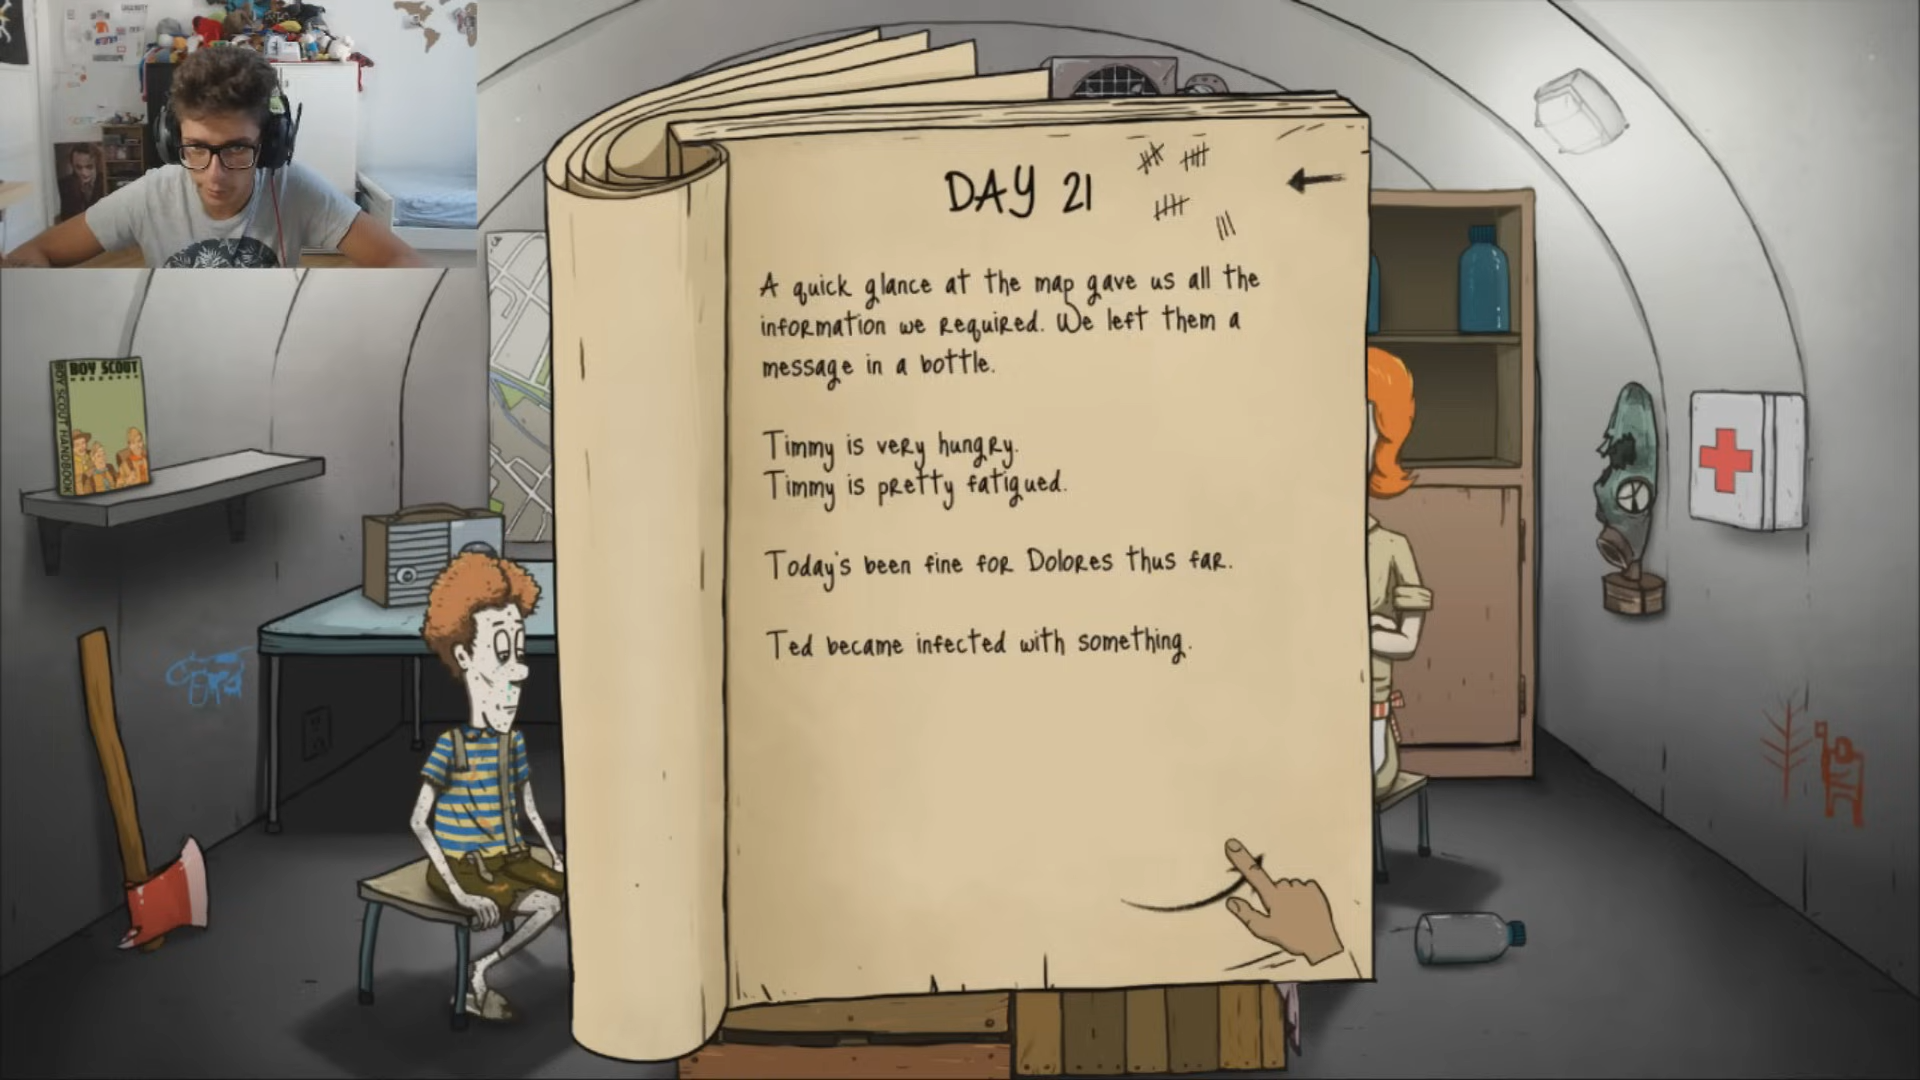 DAY 21
A quick glance at the map gave us all the
information we required. We left them a
message in a bottle.
Timmy is very hungry.
Timmy is pretty fatigued.
Today's been fine for Dolores thus far.
Ted became infected with something.
BOY SCOUT
BOY SCOUT HANDBOOK